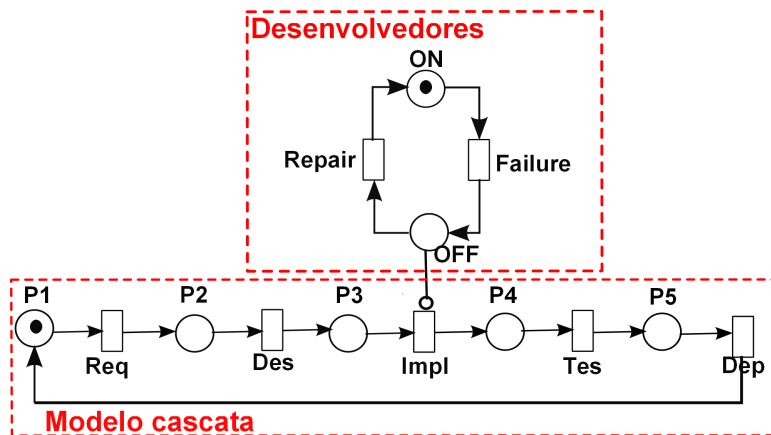 Desenvolvedores
ON
Repair
Failure
OFF
P1
P2
P3
P4
P5
Req
Des
Impl
Tes
Dep
Modelo cascata